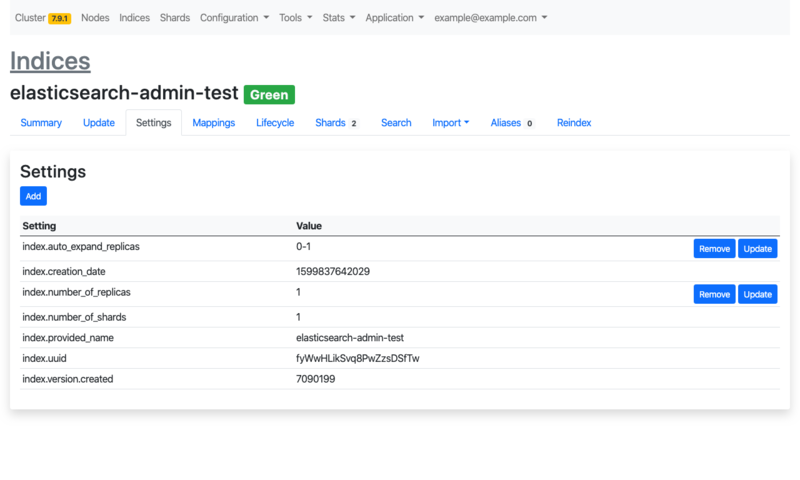 Cluster 7.9.1 Nodes Indices Shards Configuration Tools Stats Application example@example.com
Indices
elasticsearch-admin-test Green
Summary Update Settings Mappings Lifecycle Shards 2 Search Import Aliases 0 Reindex
Settings
Add
Setting Value
index.auto_expand_replicas 0-1 Remove Update
index.creation_date 1599837642029
index.number_of_replicas 1 Remove Update
index.number_of_shards 1
index.provided_name elasticsearch-admin-test
index.uuid fyWwHLikSvq8PwZzsDSfTw
index.version.created 7090199